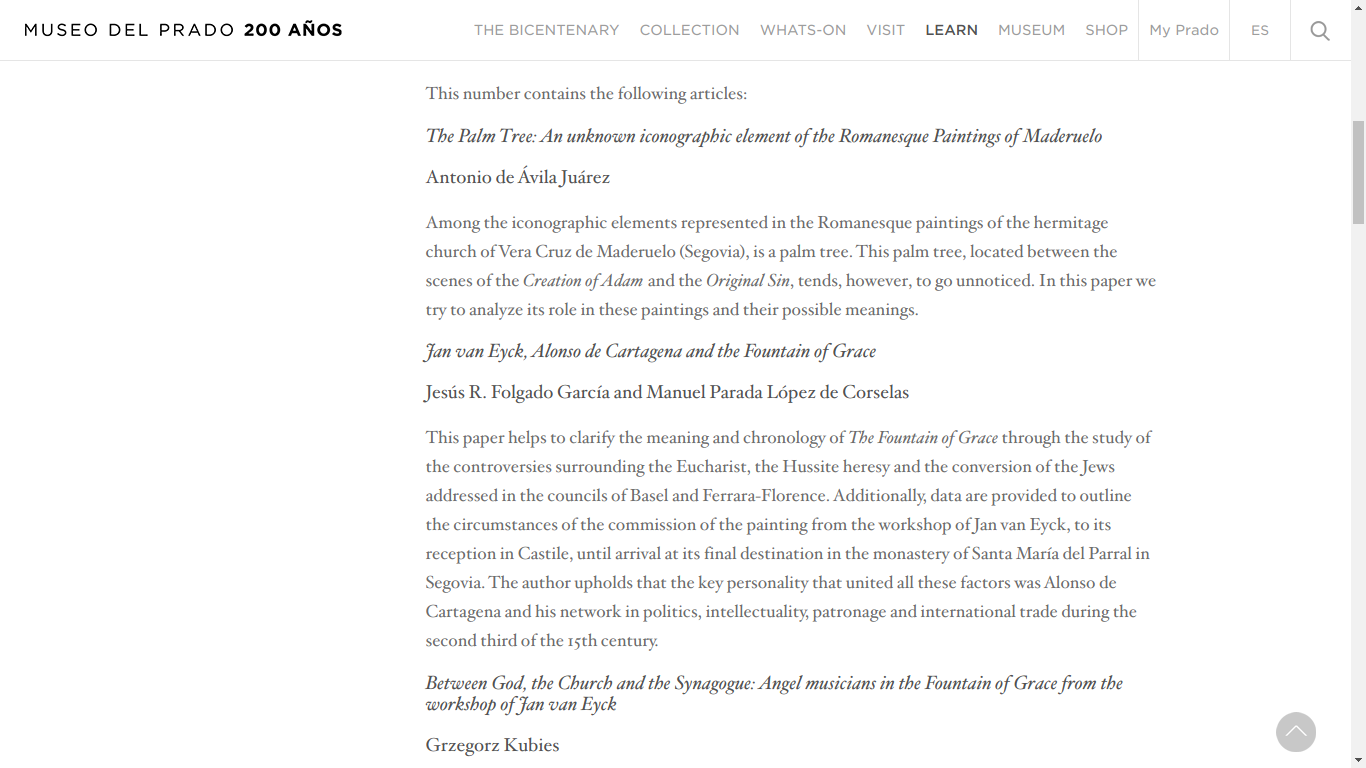 MUSEO DEL PRADO 200 AÑOS
THE BICENTENARY COLLECTION WHATS-ON VISIT LEARN MUSEUM SHOP My Prado ES
This number contains the following articles:
The Palm Tree: An unknown iconographic element of the Romanesque Paintings of Maderuelo
Antonio de Ávila Juárez
Among the iconographic elements represented in the Romanesque paintings of the hermitage
church of Vera Cruz de Maderuelo (Segovia), is a palm tree. This palm tree, located between the
scenes of the Creation of Adam and the Original Sin, tends, however, to go unnoticed. In this paper we
try to analyze its role in these paintings and their possible meanings.
Jan van Eyck, Alonso de Cartagena and the Fountain of Grace
Jesús R. Folgado García and Manuel Parada López de Corselas
This paper helps to clarify the meaning and chronology of The Fountain of Grace through the study of
the controversies surrounding the Eucharist, the Hussite heresy and the conversion of the Jews
addressed in the councils of Basel and Ferrara-Florence. Additionally, data are provided to outline
the circumstances of the commission of the painting from the workshop of Jan van Eyck, to its
reception in Castile, until arrival at its final destination in the monastery of Santa María del Parral in
Segovia. The author upholds that the key personality that united all these factors was Alonso de
Cartagena and his network in politics, intellectuality, patronage and international trade during the
second third of the 15th century.
Between God, the Church and the Synagogue: Angel musicians in the Fountain of Grace from the
workshop of Jan van Eyck
Grzegorz Kubies